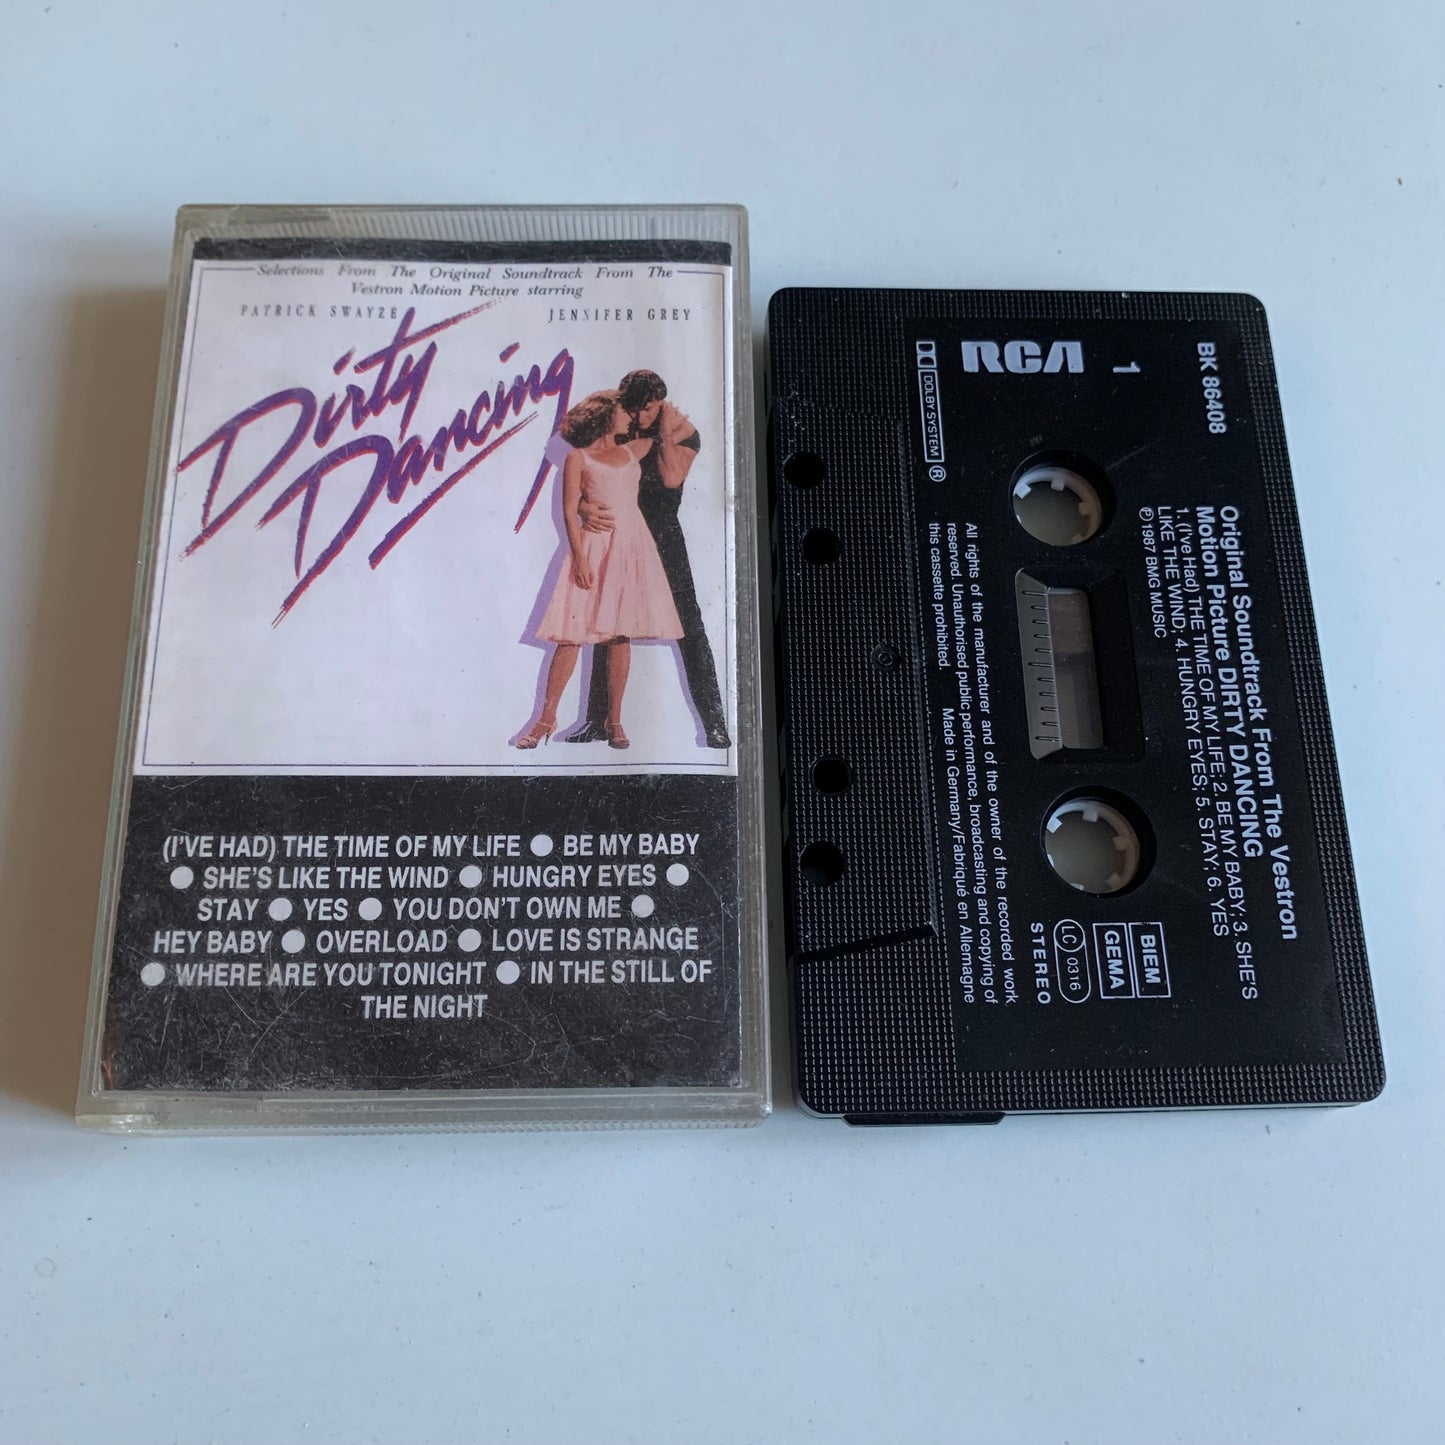 Selections From The Original Soundtrack From The
Vestron Motion Picture starring
PATRICK SWAYZE JENNIFER GREY
Dirty
Dancing
(I'VE HAD) THE TIME OF MY LIFE ● BE MY BABY
● SHE'S LIKE THE WIND ● HUNGRY EYES ●
STAY ● YES ● YOU DON'T OWN ME ●
HEY BABY ● OVERLOAD ● LOVE IS STRANGE
● WHERE ARE YOU TONIGHT ● IN THE STILL OF
THE NIGHT
BK 86408
RCA 1
DOLBY SYSTEM ®
Original Soundtrack From The Vestron
Motion Picture DIRTY DANCING
1. (I've Had) THE TIME OF MY LIFE; 2. BE MY BABY; 3. SHE'S
LIKE THE WIND; 4. HUNGRY EYES; 5. STAY; 6. YES
℗1987 BMG MUSIC
BIEM
GEMA
LC 0316
STEREO
All rights of the manufacturer and of the owner of the recorded work
reserved. Unauthorised public performance, broadcasting and copying of
this cassette prohibited. Made in Germany/Fabriqué en Allemagne